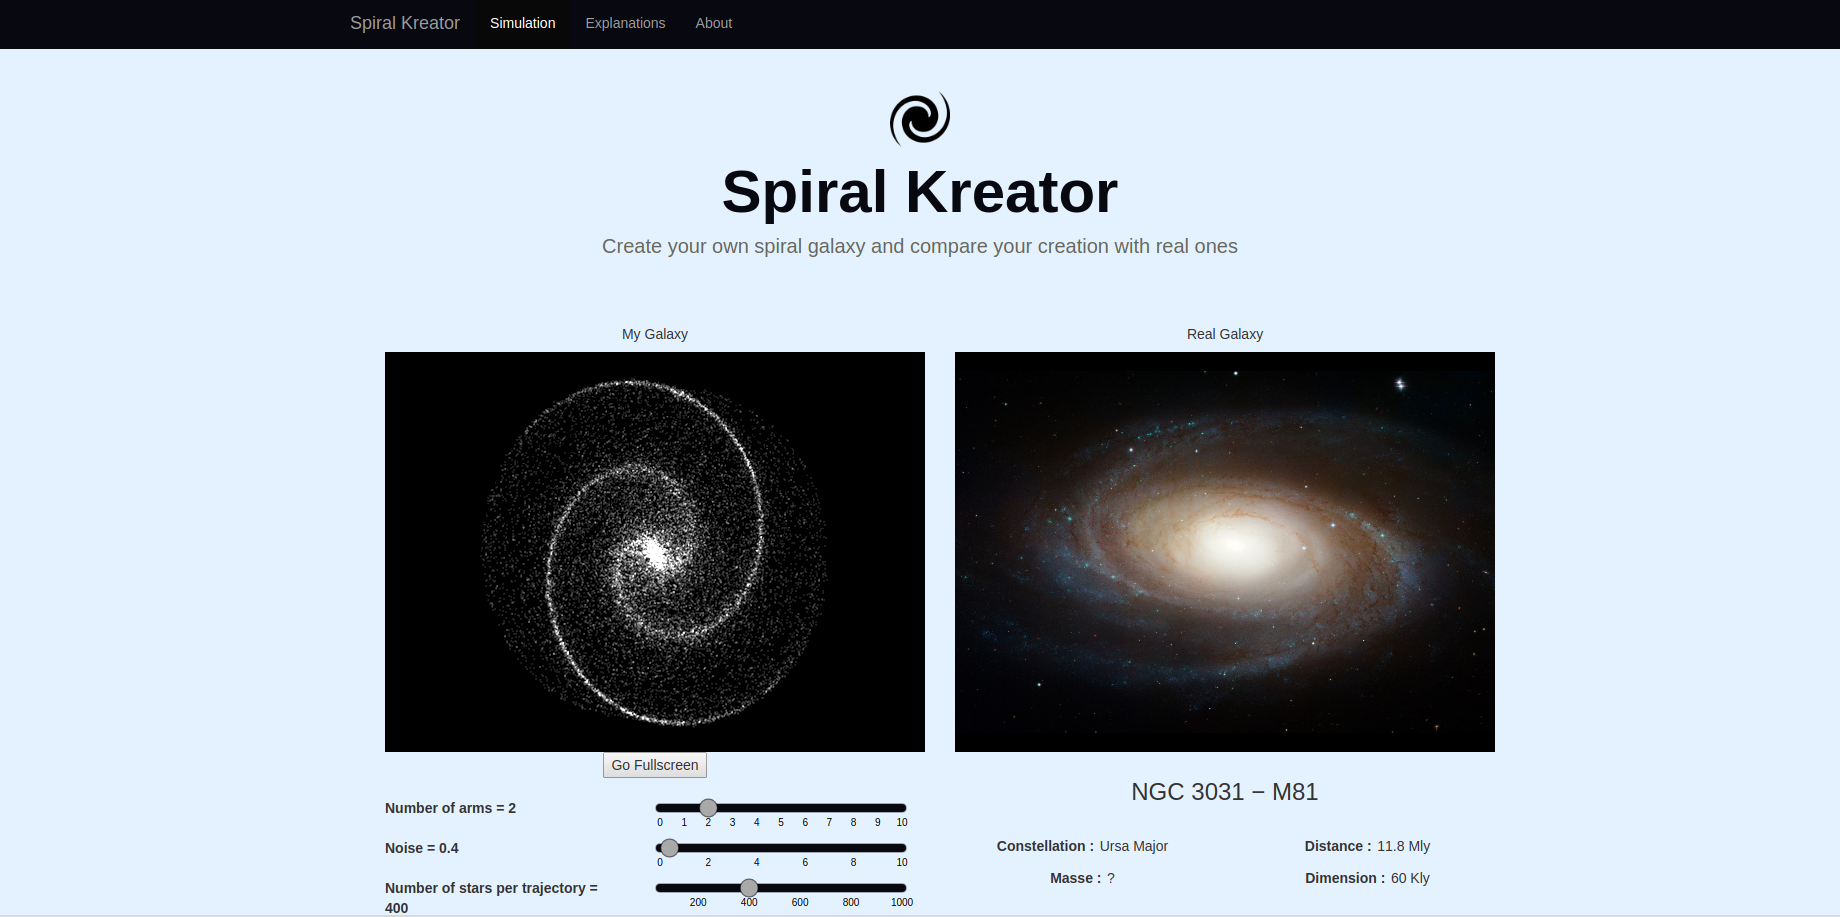 Spiral Kreator Simulation Explanations About
Spiral Kreator
Create your own spiral galaxy and compare your creation with real ones
My Galaxy
Real Galaxy
Go Fullscreen
Number of arms = 2
0 1 2 3 4 5 6 7 8 9 10
Noise = 0.4
0 2 4 6 8 10
Number of stars per trajectory =
400
200 400 600 800 1000
NGC 3031 − M81
Constellation : Ursa Major
Distance : 11.8 Mly
Masse : ?
Dimension : 60 Kly